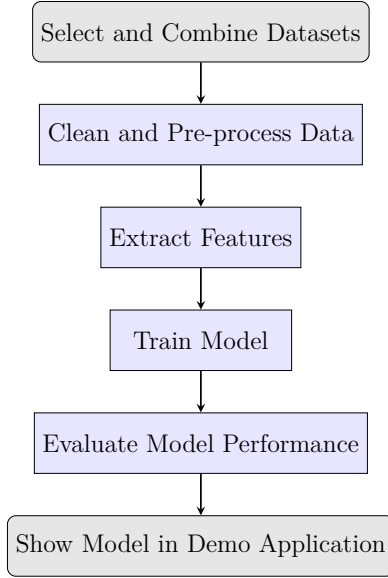 Select and Combine Datasets
Clean and Pre-process Data
Extract Features
Train Model
Evaluate Model Performance
Show Model in Demo Application